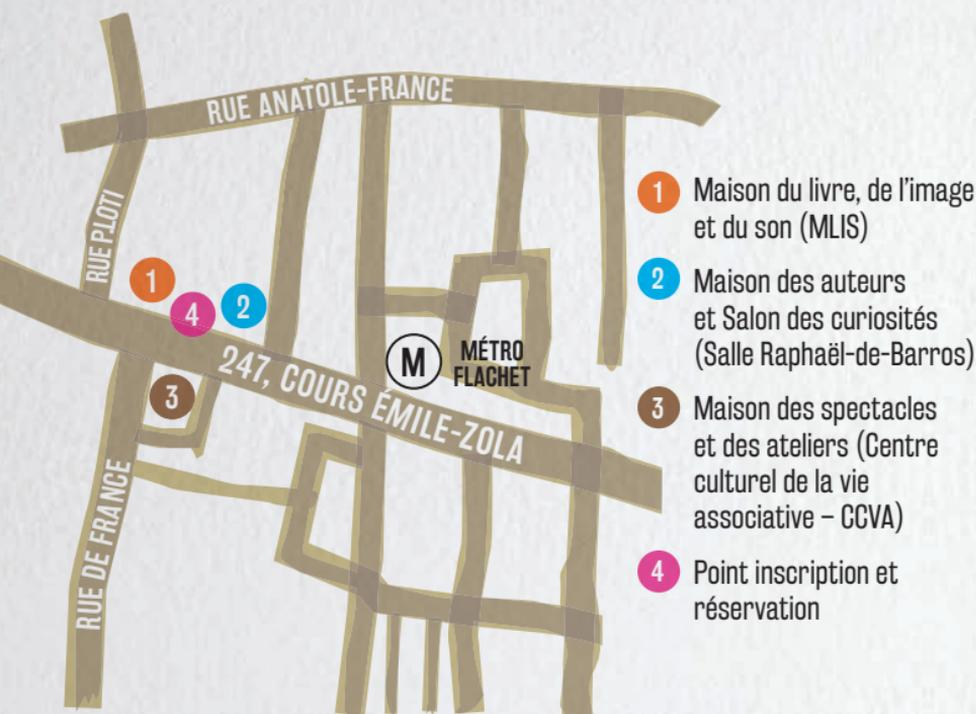 RUE ANATOLE-FRANCE
RUE P.LOTI
1
4
2
3
247, COURS ÉMILE-ZOLA
M
MÉTRO
FLACHET
RUE DE FRANCE
1 Maison du livre, de l'image
et du son (MLIS)
2 Maison des auteurs
et Salon des curiosités
(Salle Raphaël-de-Barros)
3 Maison des spectacles
et des ateliers (Centre
culturel de la vie
associative – CCVA)
4 Point inscription et
réservation